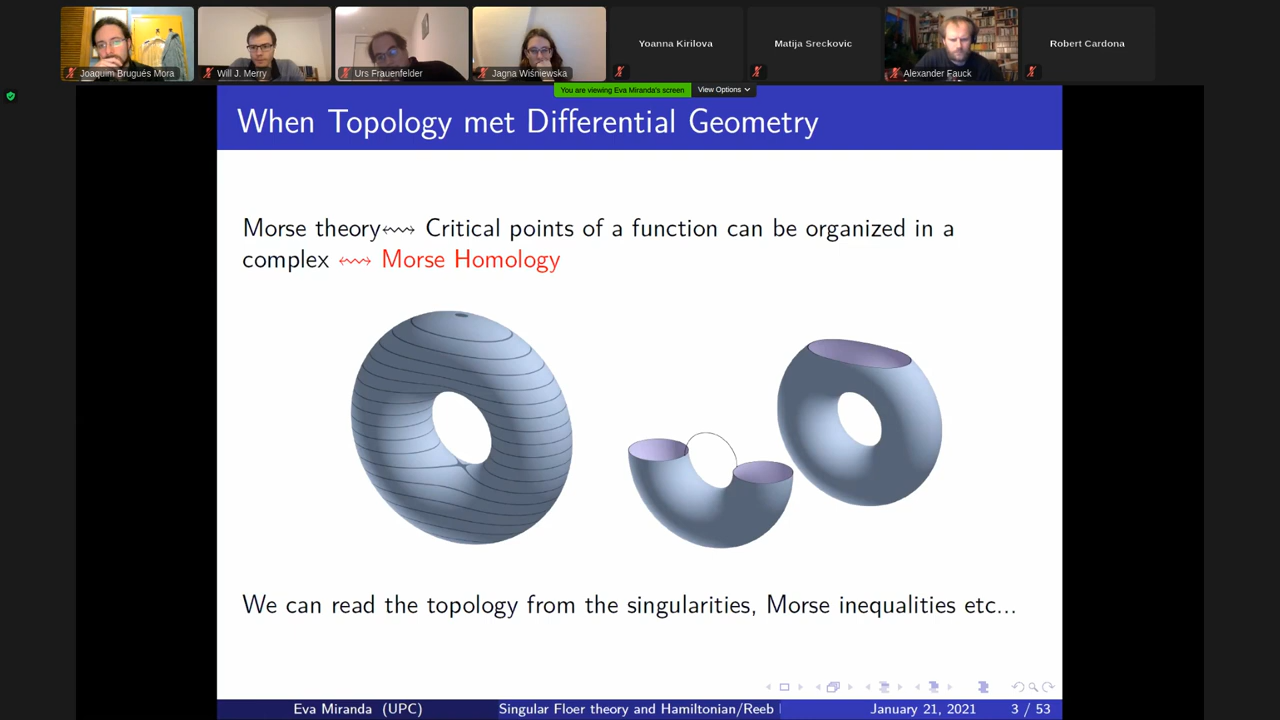 Joaquim Brugués Mora
Will J. Merry
Urs Frauenfelder
Jagna Wiśniewska
Yoanna Kirilova
Matija Sreckovic
Alexander Fauck
Robert Cardona
You are viewing Eva Miranda's screen
View Options
When Topology met Differential Geometry
Morse theory↭ Critical points of a function can be organized in a
complex ↭ Morse Homology
We can read the topology from the singularities, Morse inequalities etc...
Eva Miranda (UPC)
Singular Floer theory and Hamiltonian/Reeb
January 21, 2021
3 / 53